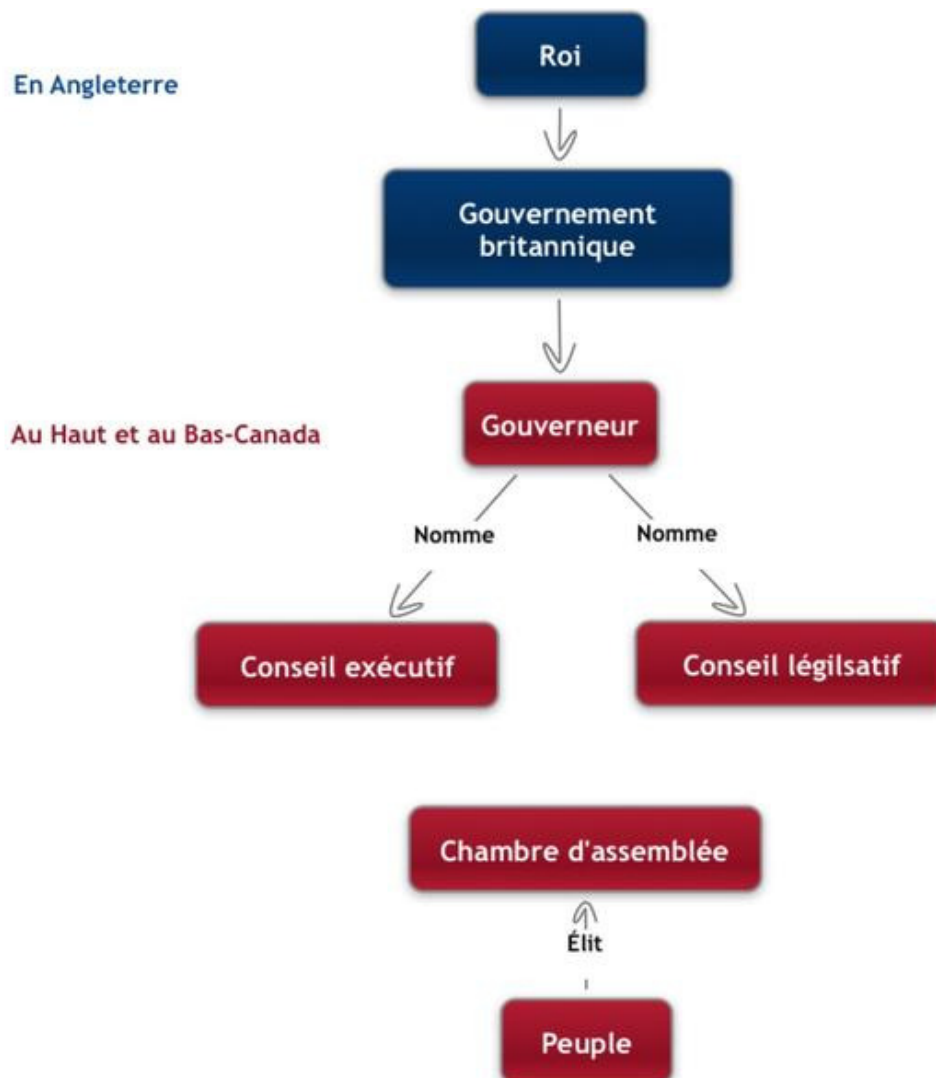 Roi
En Angleterre
Gouvernement
britannique
Gouverneur
Au Haut et au Bas-Canada
Nomme
Nomme
Conseil exécutif
Conseil légilsatif
Chambre d'assemblée
Élit
Peuple